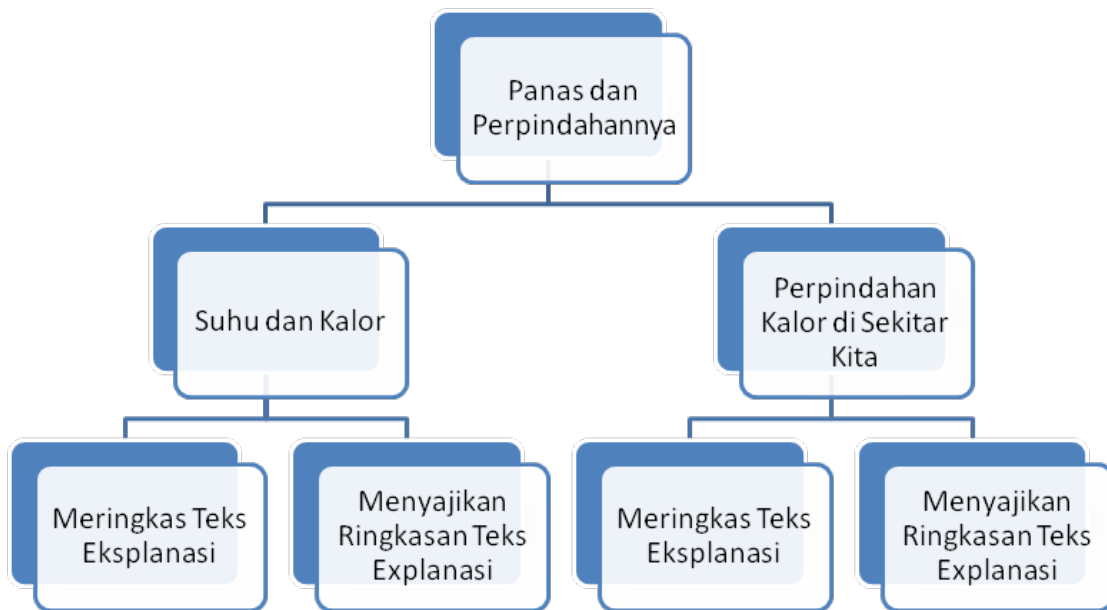 Panas dan
Perpindahannya
Suhu dan Kalor
Perpindahan
Kalor di Sekitar
Kita
Meringkas Teks
Eksplanasi
Menyajikan
Ringkasan Teks
Explanasi
Meringkas Teks
Eksplanasi
Menyajikan
Ringkasan Teks
Explanasi